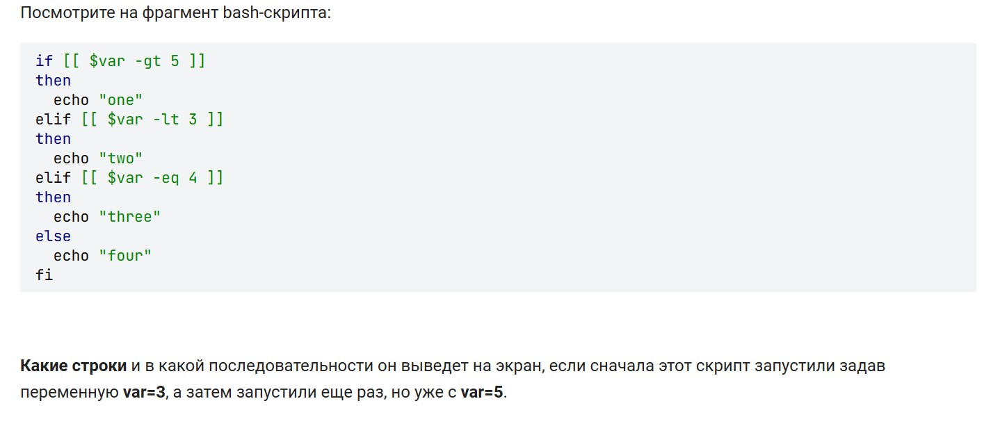 Посмотрите на фрагмент bash-скрипта:
if [[ $var -gt 5 ]]
then
  echo "one"
elif [[ $var -lt 3 ]]
then
  echo "two"
elif [[ $var -eq 4 ]]
then
  echo "three"
else
  echo "four"
fi
Какие строки и в какой последовательности он выведет на экран, если сначала этот скрипт запустили задав
переменную var=3, а затем запустили еще раз, но уже с var=5.